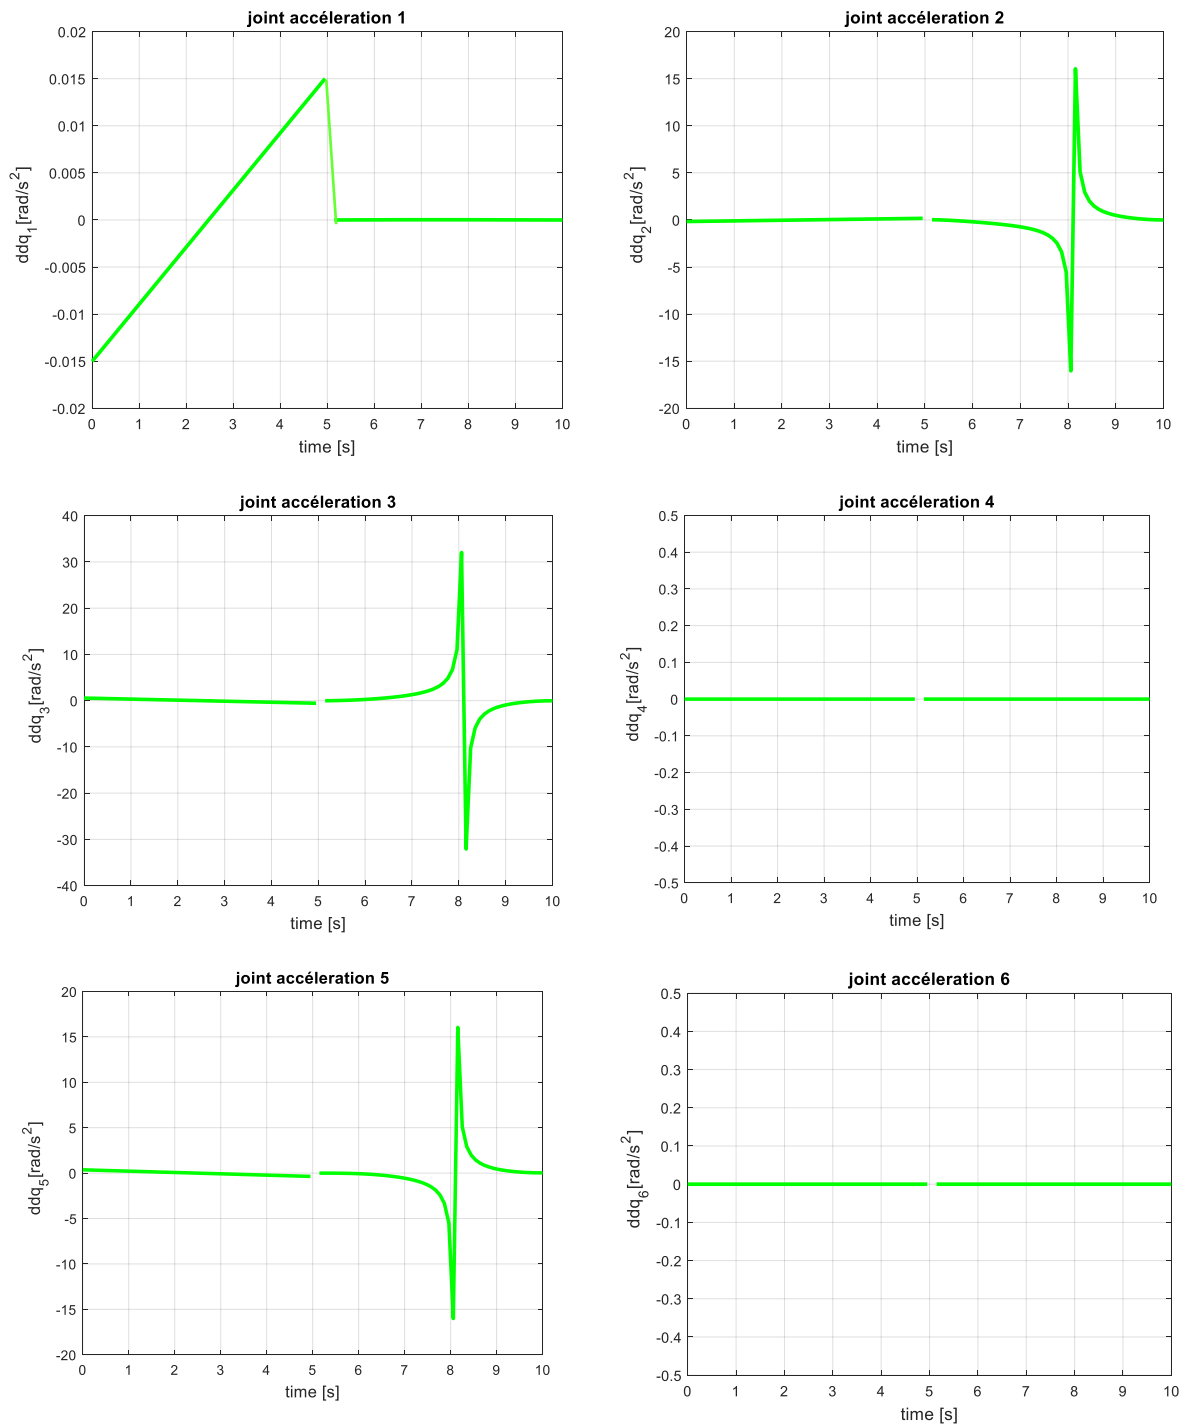 joint accéleration 1
0.02
0.015
0.01
0.005
0
-0.005
-0.01
-0.015
-0.02
ddq1[rad/s2]
0 1 2 3 4 5 6 7 8 9 10
time [s]
joint accéleration 2
20
15
10
5
0
-5
-10
-15
-20
ddq2[rad/s2]
0 1 2 3 4 5 6 7 8 9 10
time [s]
joint accéleration 3
40
30
20
10
0
-10
-20
-30
-40
ddq3[rad/s2]
0 1 2 3 4 5 6 7 8 9 10
time [s]
joint accéleration 4
0.5
0.4
0.3
0.2
0.1
0
-0.1
-0.2
-0.3
-0.4
-0.5
ddq4[rad/s2]
0 1 2 3 4 5 6 7 8 9 10
time [s]
joint accéleration 5
20
15
10
5
0
-5
-10
-15
-20
ddq5[rad/s2]
0 1 2 3 4 5 6 7 8 9 10
time [s]
joint accéleration 6
0.5
0.4
0.3
0.2
0.1
0
-0.1
-0.2
-0.3
-0.4
-0.5
ddq6[rad/s2]
0 1 2 3 4 5 6 7 8 9 10
time [s]